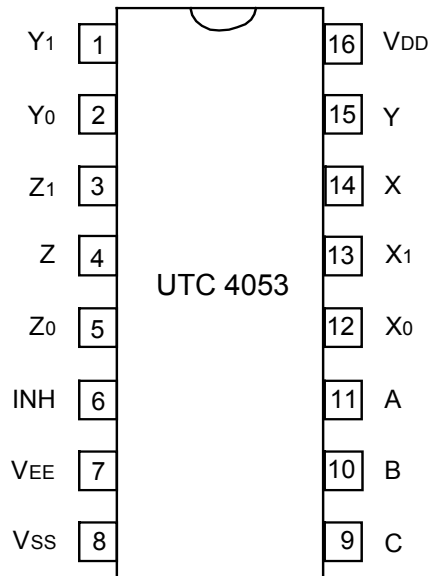 Y1 1 16 VDD
Y0 2 15 Y
Z1 3 14 X
Z 4 13 X1
UTC 4053
Z0 5 12 X0
INH 6 11 A
VEE 7 10 B
VSS 8 9 C